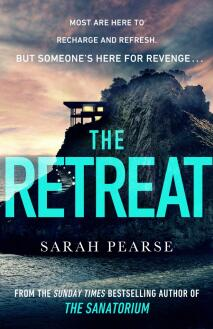 MOST ARE HERE TO
RECHARGE AND REFRESH.
BUT SOMEONE'S HERE FOR REVENGE...
THE
RETREAT
SARAH PEARSE
FROM THE SUNDAY TIMES BESTSELLING AUTHOR OF
THE SANATORIUM